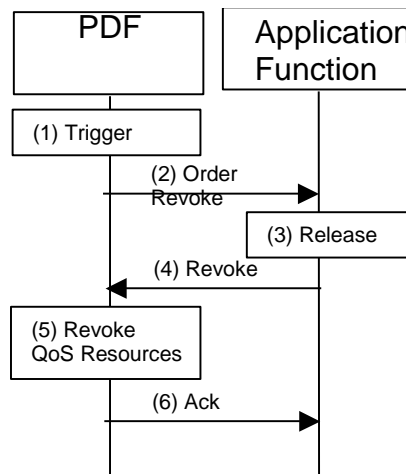 PDF
Application
Function
(1) Trigger
(2) Order
Revoke
(3) Release
(4) Revoke
(5) Revoke
QoS Resources
(6) Ack